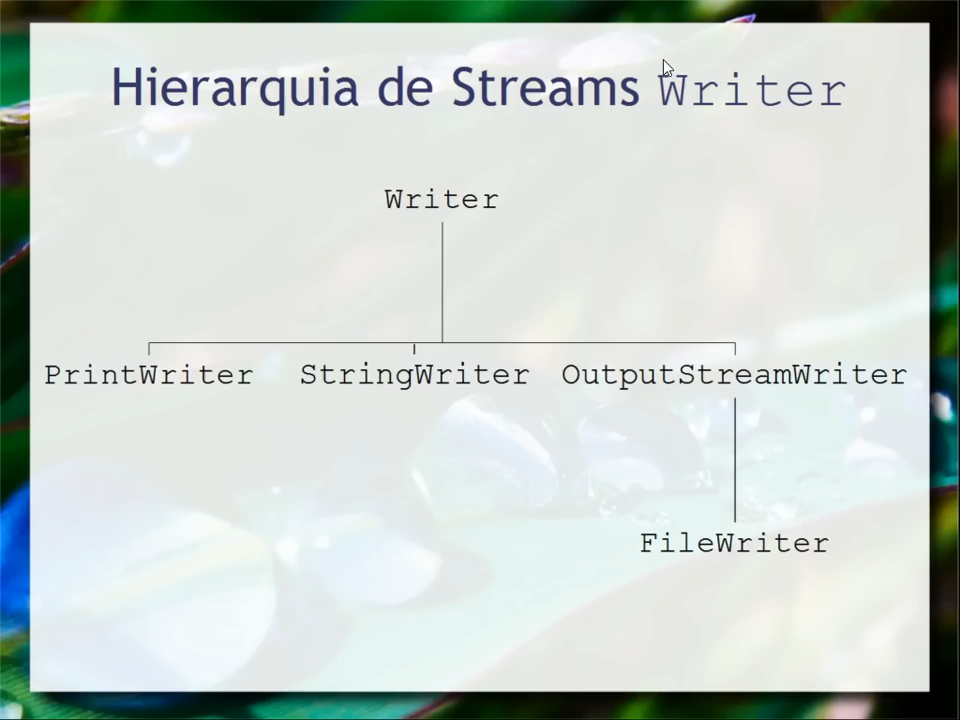 Hierarquia de Streams Writer
Writer
PrintWriter StringWriter OutputStreamWriter
FileWriter